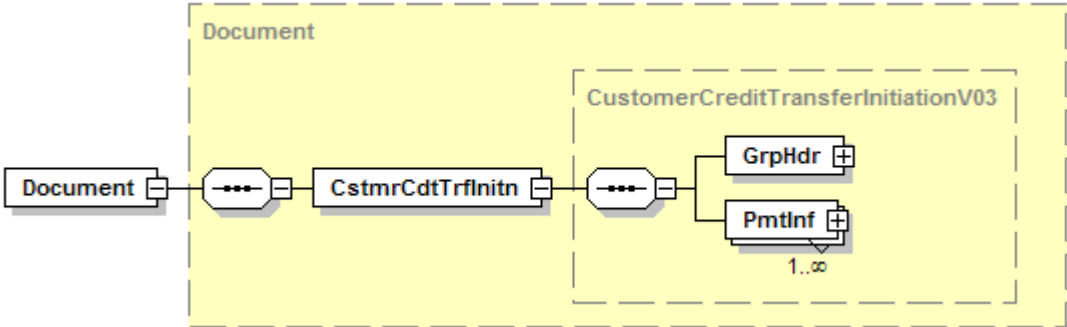 Document
CustomerCreditTransferInitiationV03
GrpHdr
Document
CstmrCdtTrfInitn
PmtInf
1..∞